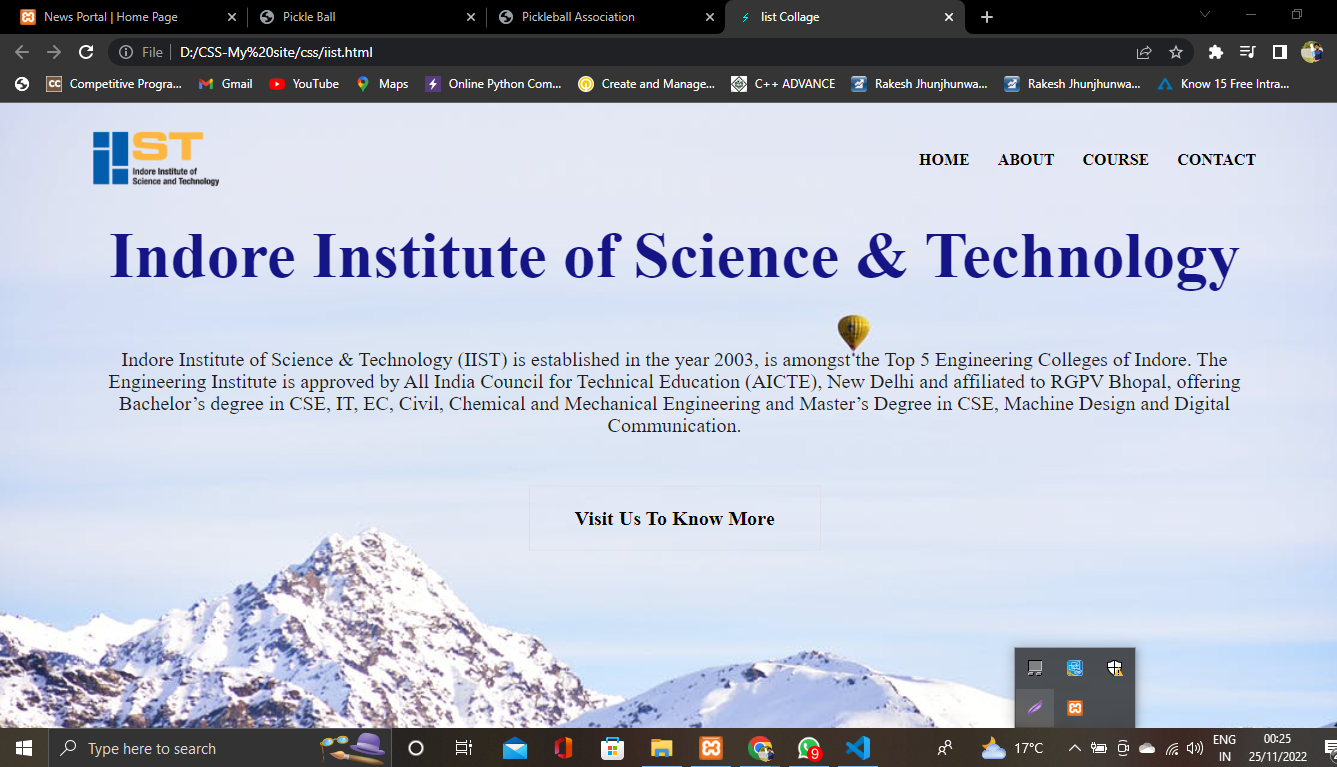 News Portal | Home Page
Pickle Ball
Pickleball Association
Iist Collage
File
D:/CSS-My%20site/css/iist.html
CC
Competitive Progra...
Gmail
YouTube
Maps
Online Python Com...
Create and Manage...
C++ ADVANCE
Rakesh Jhunjhunwa...
Rakesh Jhunjhunwa...
Know 15 Free Intra...
IIST
Indore Institute of
Science and Technology
HOME
ABOUT
COURSE
CONTACT
Indore Institute of Science & Technology
Indore Institute of Science & Technology (IIST) is established in the year 2003, is amongst the Top 5 Engineering Colleges of Indore. The
Engineering Institute is approved by All India Council for Technical Education (AICTE), New Delhi and affiliated to RGPV Bhopal, offering
Bachelor’s degree in CSE, IT, EC, Civil, Chemical and Mechanical Engineering and Master’s Degree in CSE, Machine Design and Digital
Communication.
Visit Us To Know More
Type here to search
9
17°C
ENG
IN
00:25
25/11/2022